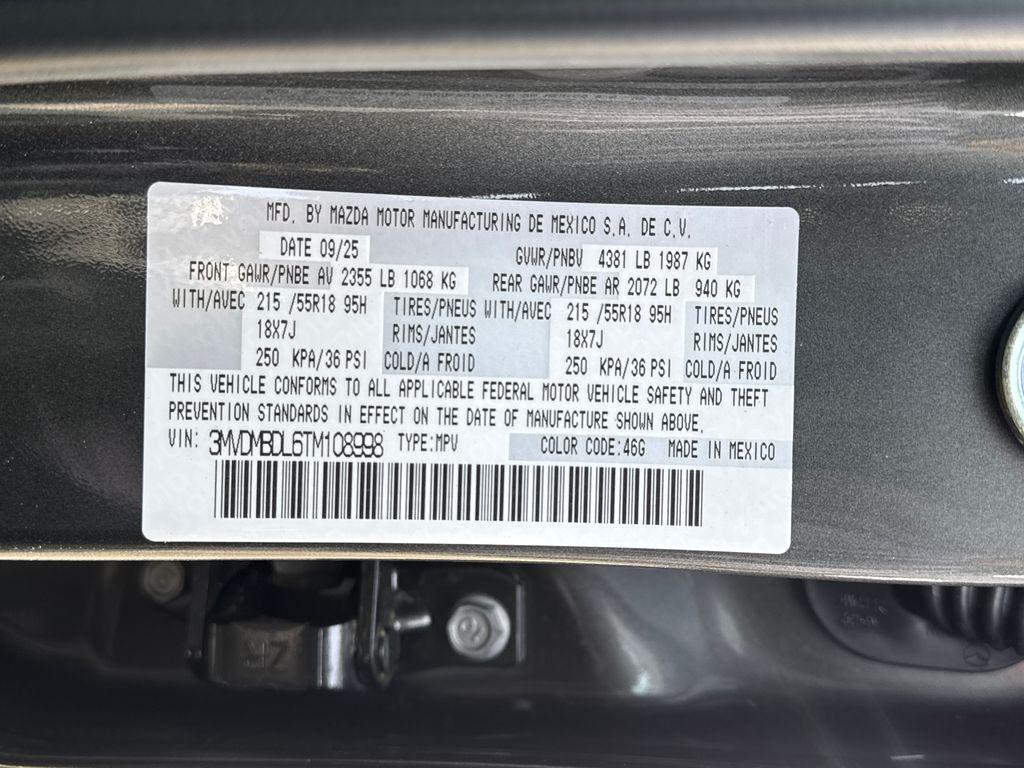 MFD. BY MAZDA MOTOR MANUFACTURING DE MEXICO S.A. DE C.V.
DATE 09/25 GVWR/PNBV 4381 LB 1987 KG
FRONT GAWR/PNBE AV 2355 LB 1068 KG REAR GAWR/PNBE AR 2072 LB 940 KG
WITH/AVEC 215 /55R18 95H TIRES/PNEUS WITH/AVEC 215 /55R18 95H TIRES/PNEUS
18X7J RIMS/JANTES 18X7J RIMS/JANTES
250 KPA/36 PSI COLD/A FROID 250 KPA/36 PSI COLD/A FROID
THIS VEHICLE CONFORMS TO ALL APPLICABLE FEDERAL MOTOR VEHICLE SAFETY AND THEFT
PREVENTION STANDARDS IN EFFECT ON THE DATE OF MANUFACTURE SHOWN ABOVE.
VIN: 3MVDMBDL6TM108998 TYPE:MPV COLOR CODE:46G MADE IN MEXICO
ZR